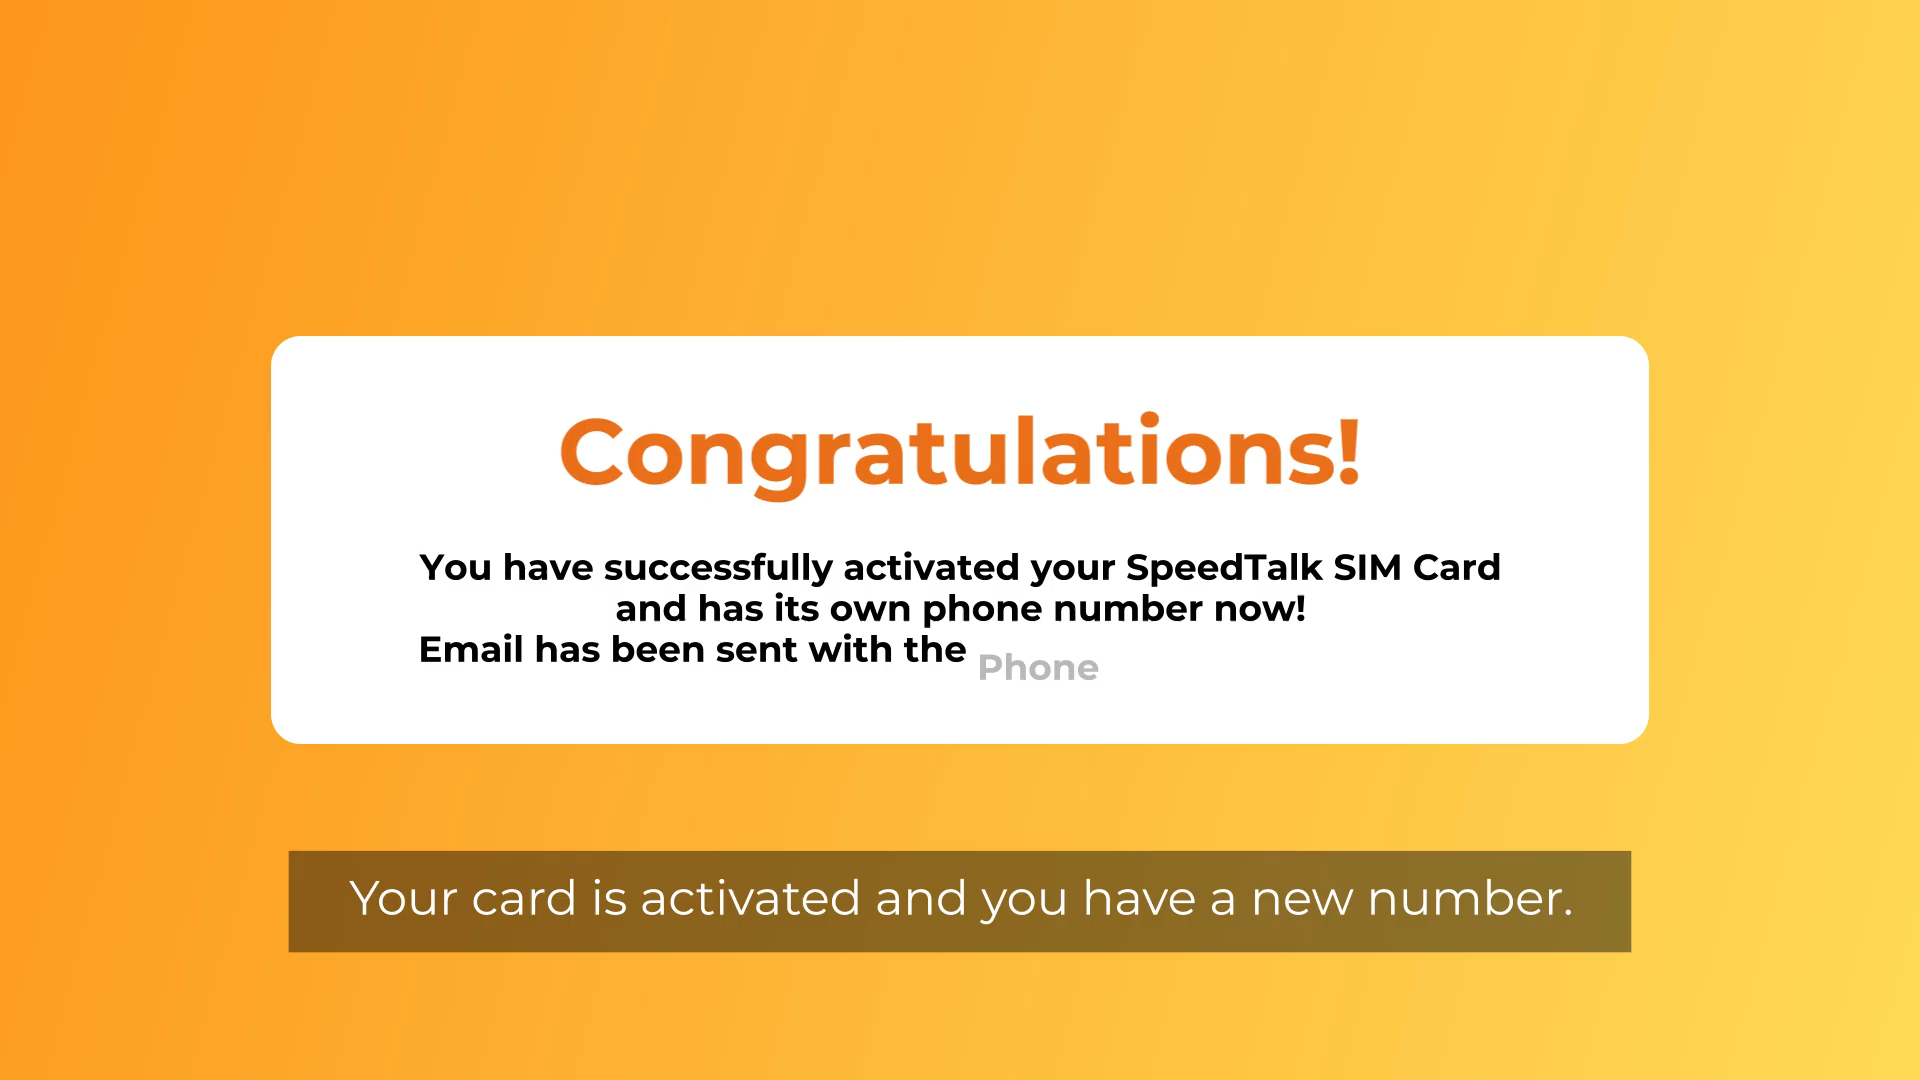 Congratulations!
You have successfully activated your SpeedTalk SIM Card
and has its own phone number now!
Email has been sent with the Phone
Your card is activated and you have a new number.